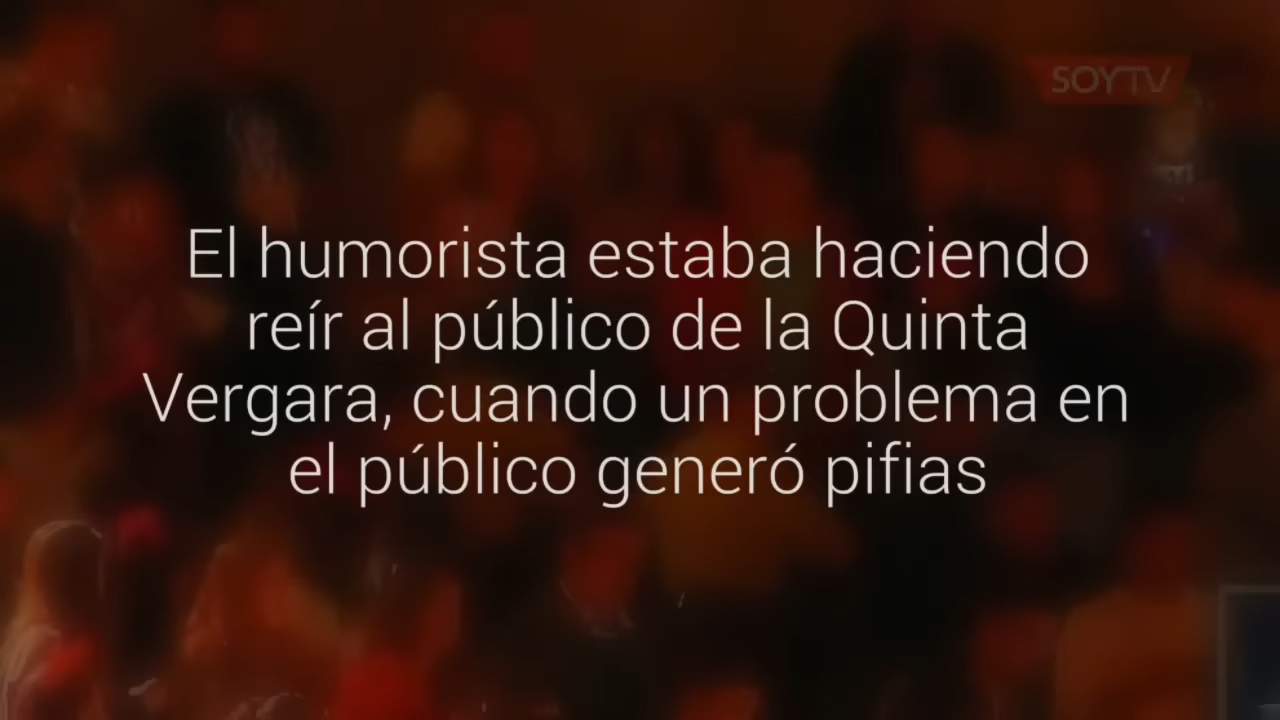 SOYTV
El humorista estaba haciendo
reír al público de la Quinta
Vergara, cuando un problema en
el público generó pifias